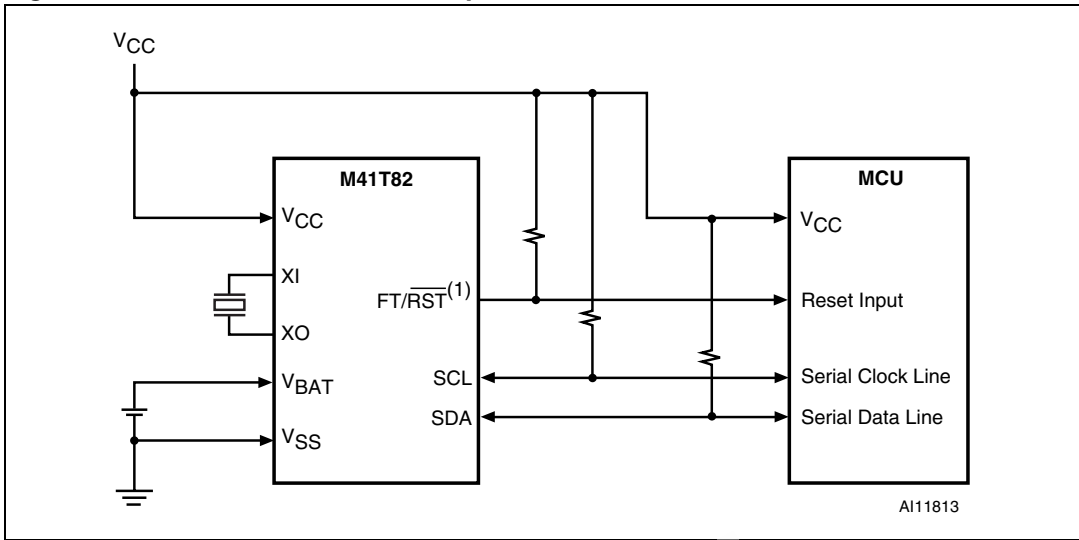 VCC
M41T82
VCC
XI
XO
VBAT
VSS
FT/RST(1)
SCL
SDA
MCU
VCC
Reset Input
Serial Clock Line
Serial Data Line
AI11813